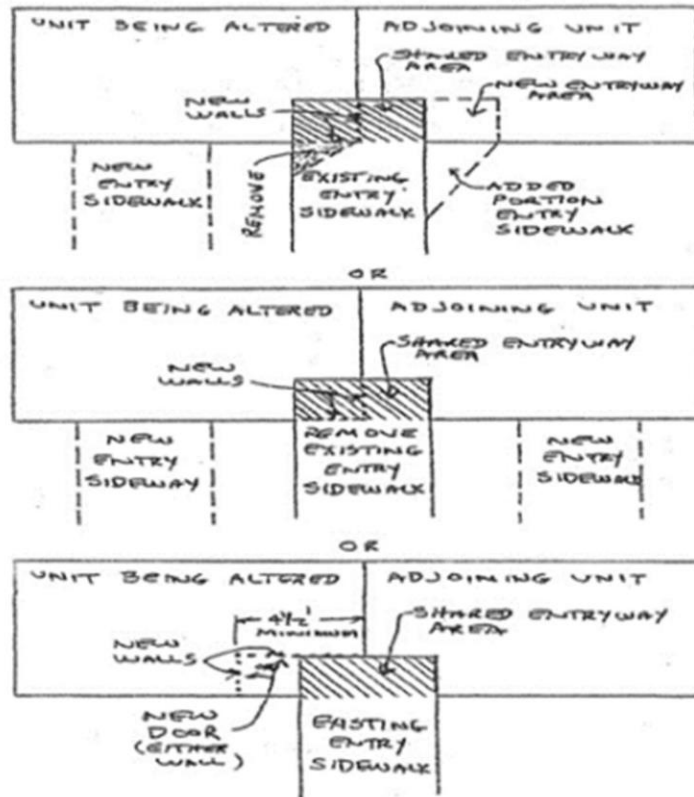 UNIT BEING ALTERED
ADJOINING UNIT
SHARED ENTRYWAY
AREA
NEW ENTRYWAY
AREA
NEW
WALLS
NEW
ENTRY
SIDEWALK
REMOVE
EXISTING
ENTRY
SIDEWALK
ADDED
PORTION
ENTRY
SIDEWALK
OR
UNIT BEING ALTERED
ADJOINING UNIT
SHARED ENTRYWAY
AREA
NEW
WALLS
NEW
ENTRY
SIDEWAY
REMOVE
EXISTING
ENTRY
SIDEWALK
NEW
ENTRY
SIDEWALK
OR
UNIT BEING ALTERED
ADJOINING UNIT
4½'
MINIMUM
SHARED ENTRYWAY
AREA
NEW
WALLS
NEW
DOOR
(EITHER
WALL)
EXISTING
ENTRY
SIDEWALK